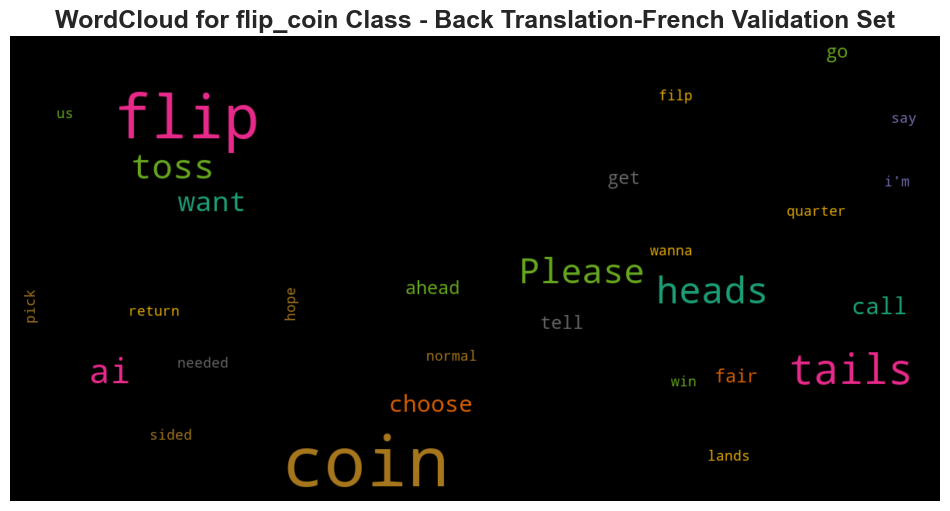 WordCloud for flip_coin Class - Back Translation-French Validation Set
go
filp
us
flip
say
toss
get
i'm
want
quarter
wanna
Please
heads
ahead
pick
hope
return
call
tell
normal
needed
ai
tails
win
fair
choose
sided
coin
lands